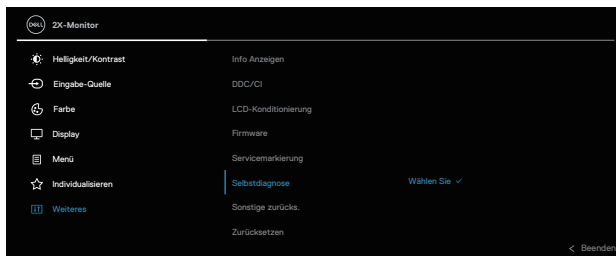 DELL 2X-Monitor
Helligkeit/Kontrast
Eingabe-Quelle
Farbe
Display
Menü
Individualisieren
Weiteres
Info Anzeigen
DDC/CI
LCD-Konditionierung
Firmware
Servicemarkierung
Selbstdiagnose
Sonstige zurücks.
Zurücksetzen
Wählen Sie ✓
< Beenden